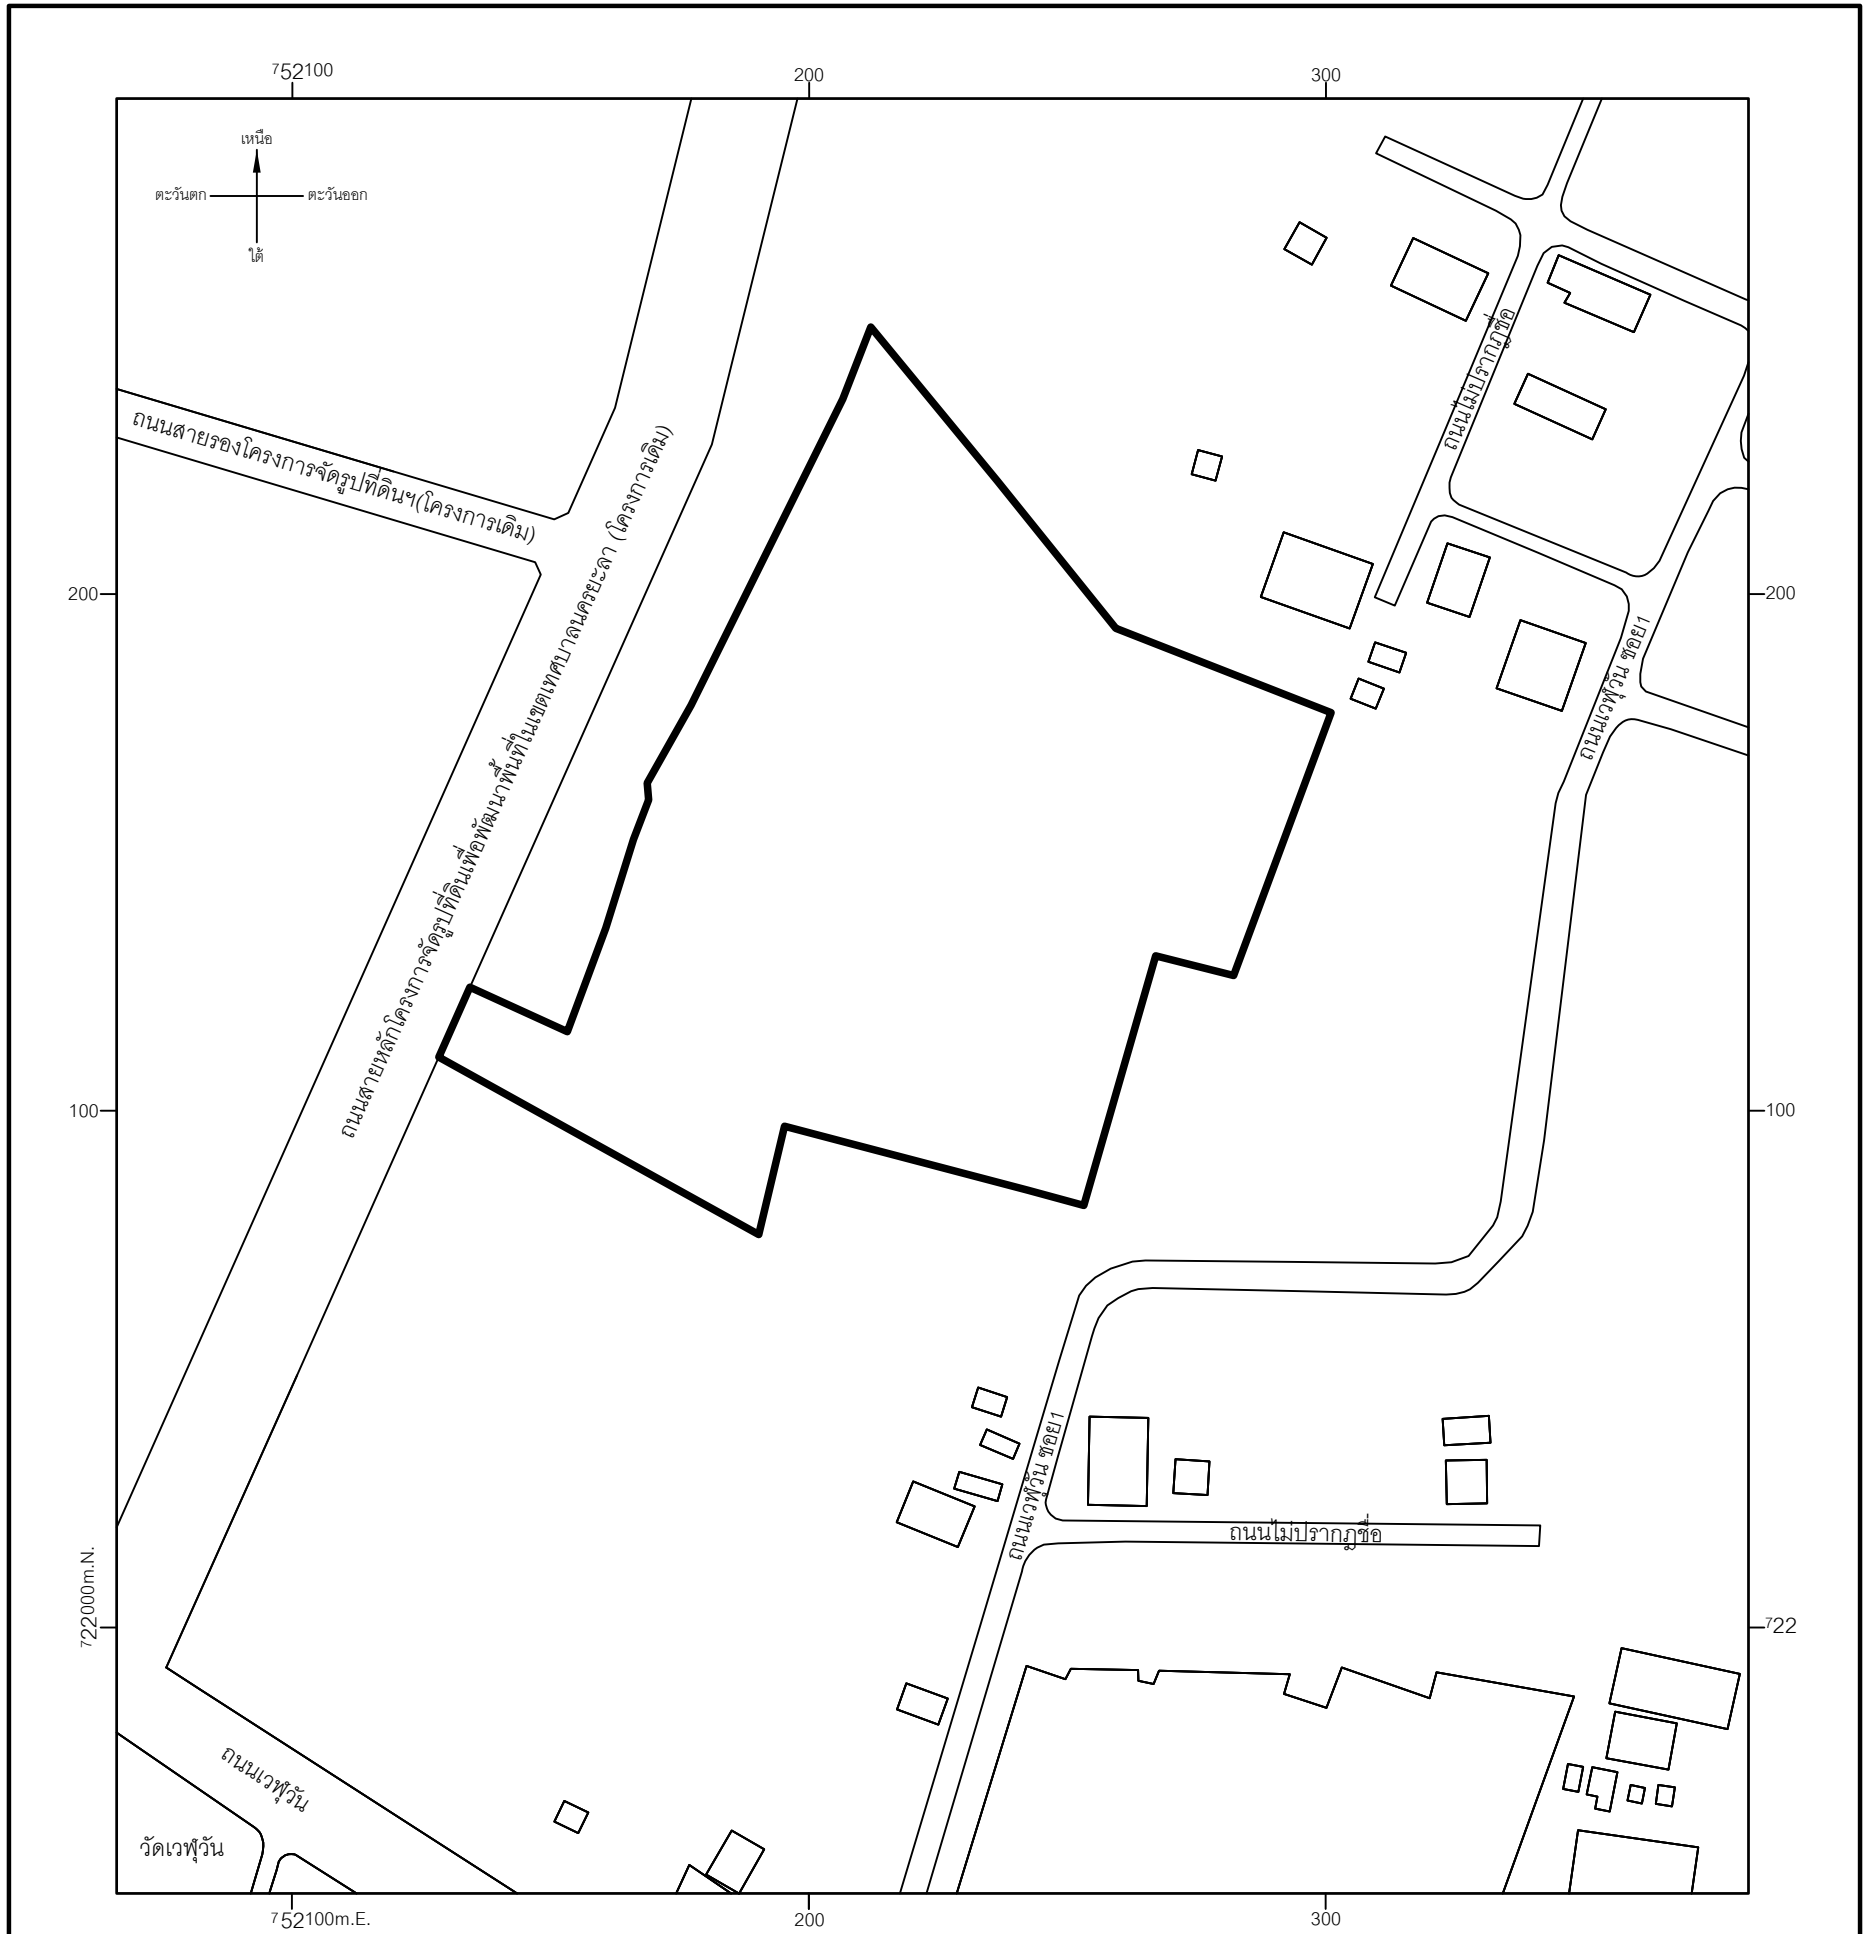 752100
200
300
เหนือ
ตะวันตก
ตะวันออก
ใต้
ถนนไม่ปรากฏชื่อ
ถนนสายรองโครงการจัดรูปที่ดินฯ(โครงการเดิม)
ถนนสายหลักโครงการจัดรูปที่ดินเพื่อพัฒนาพื้นที่ในเขตเทศบาลนครยะลา (โครงการเดิม)
200
200
ถนนเวฬุวัน ซอย1
100
100
ถนนเวฬุวัน ซอย1
ถนนไม่ปรากฏชื่อ
722000m.N.
722
ถนนเวฬุวัน
วัดเวฬุวัน
752100m.E.
200
300